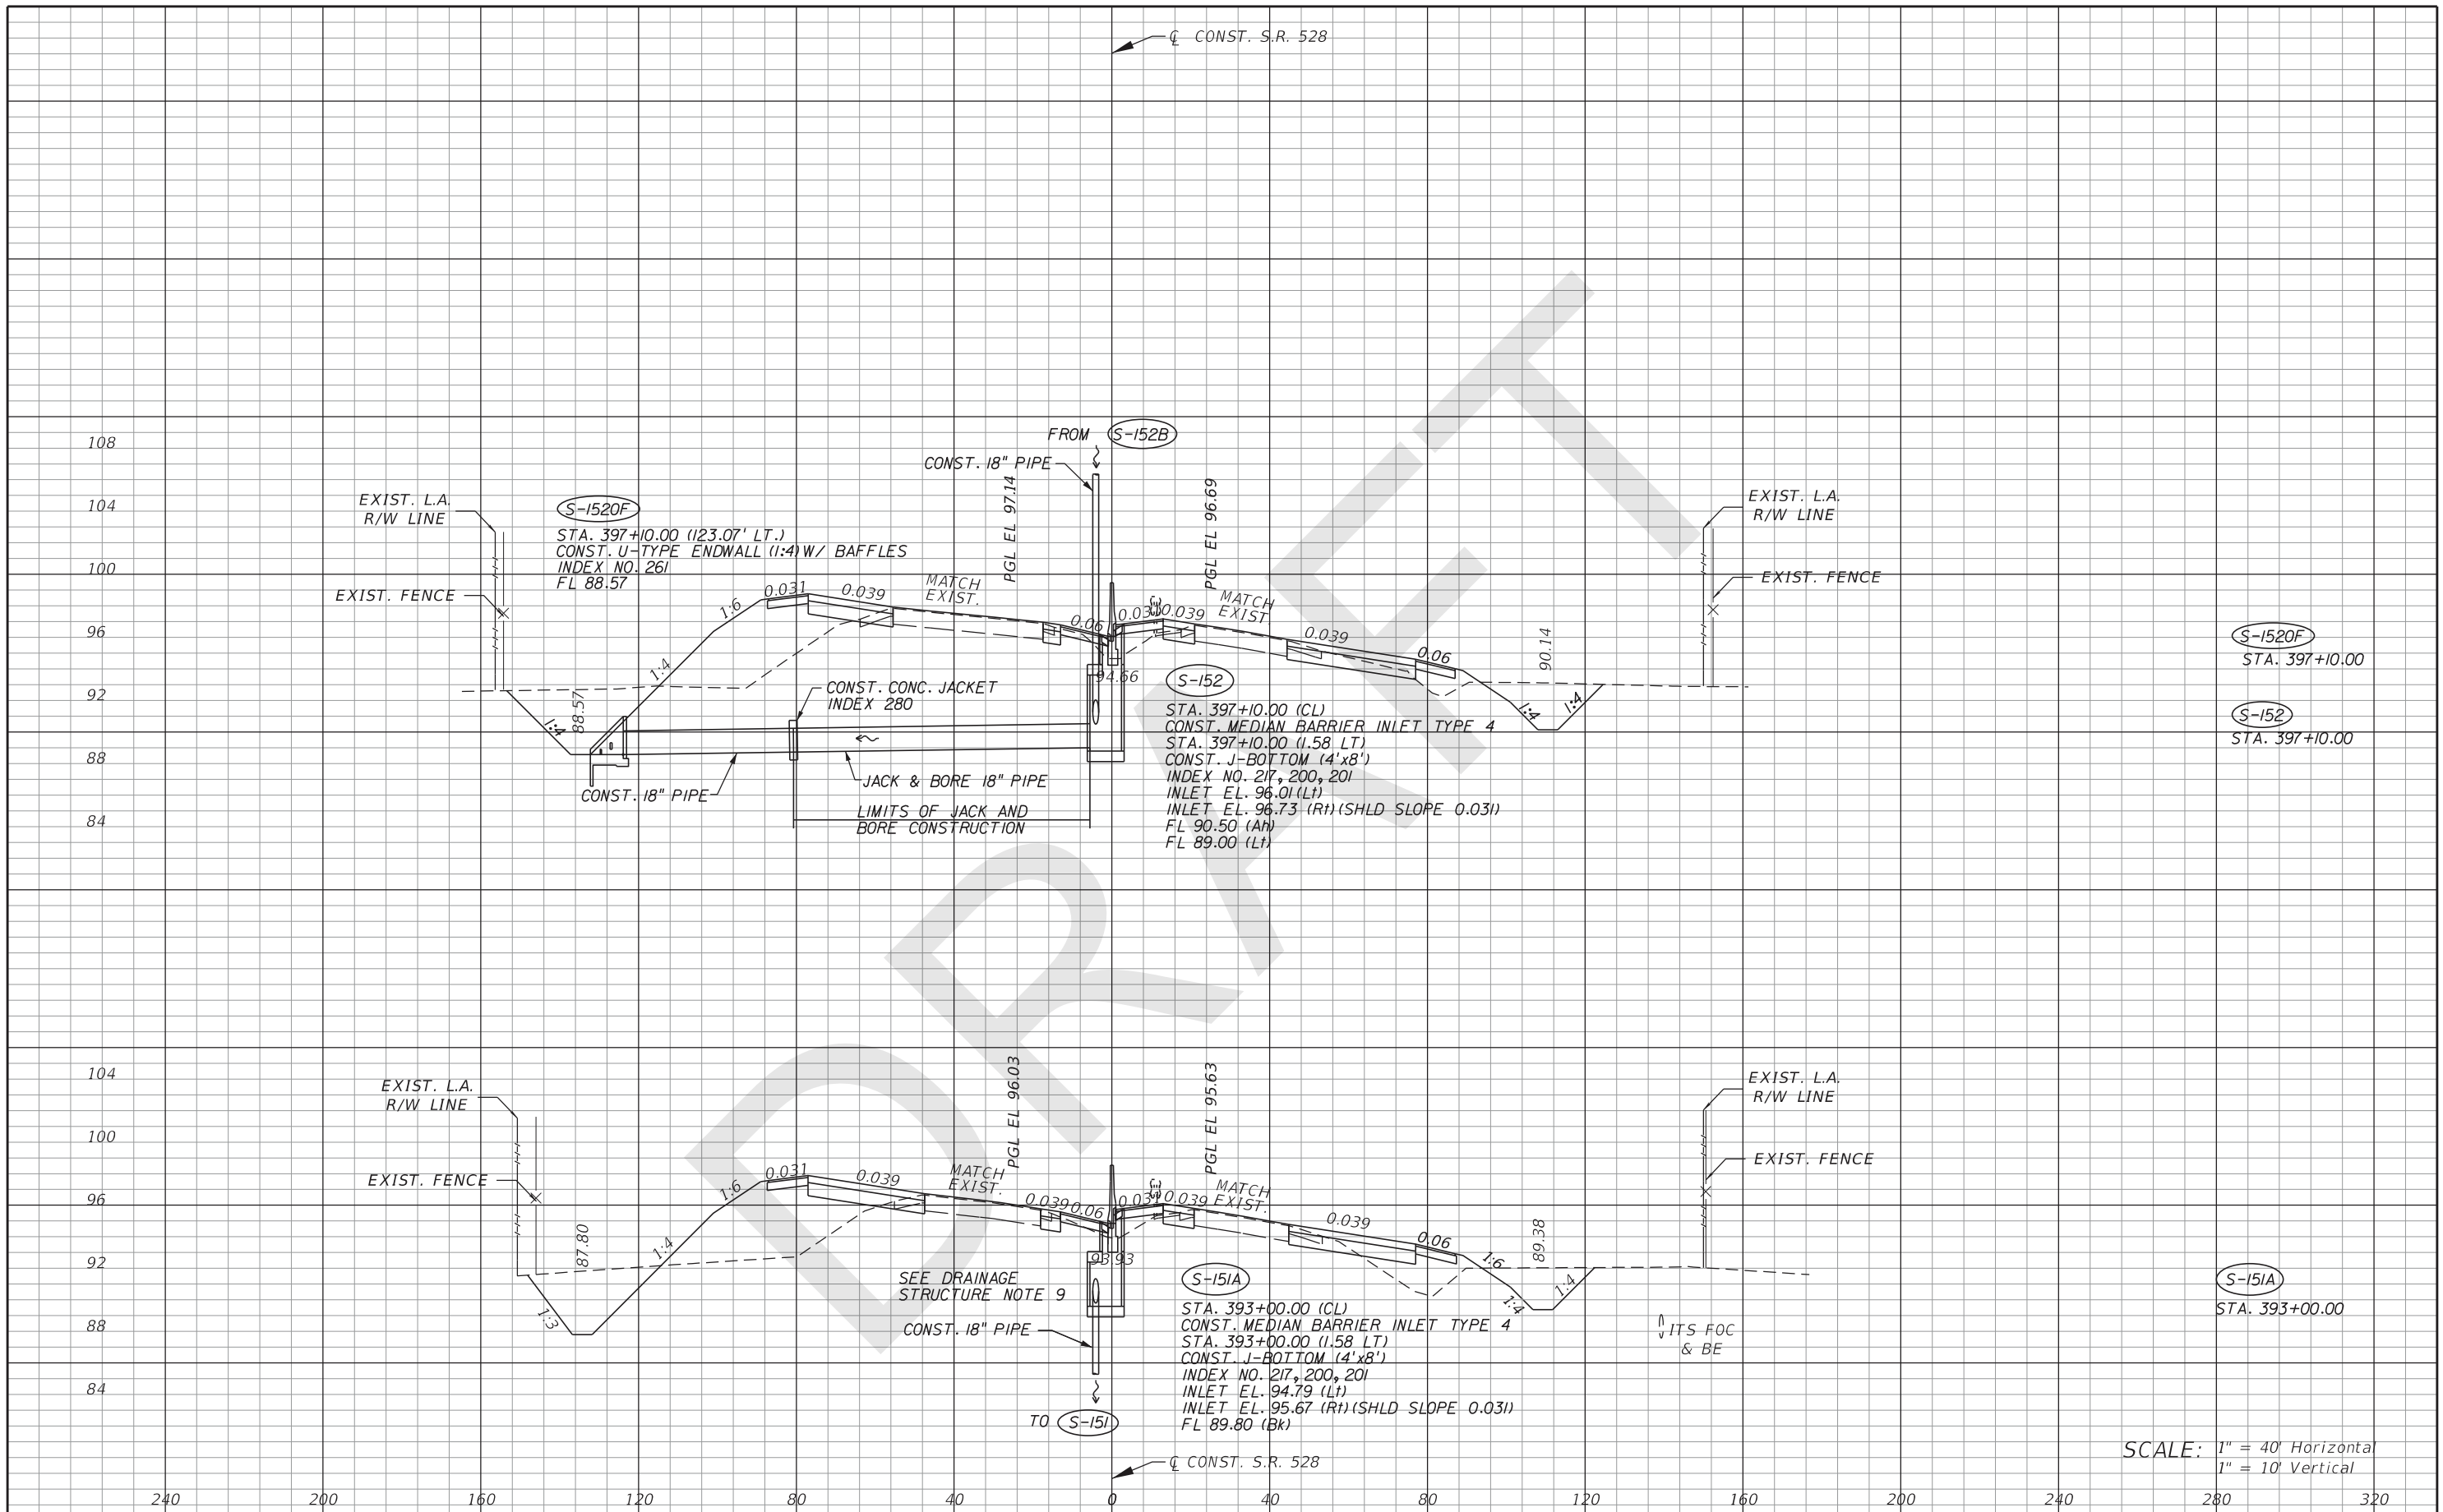 ℄ CONST. S.R. 528
108
104
100
96
92
88
84
FROM S-152B
CONST. 18" PIPE
EXIST. L.A.
R/W LINE
EXIST. FENCE
S-152OF
STA. 397+10.00 (123.07' LT.)
CONST. U-TYPE ENDWALL (1:4) W/ BAFFLES
INDEX NO. 261
FL 88.57
PGL EL 97.14
PGL EL 96.69
EXIST. L.A.
R/W LINE
EXIST. FENCE
1:4
88.57
1:4
1:6
0.031
0.039
MATCH
EXIST.
0.06
0.031
0.039
MATCH
EXIST
0.039
0.06
90.14
1:4
1:4
94.66
CONST. CONC. JACKET
INDEX 280
JACK & BORE 18" PIPE
CONST. 18" PIPE
LIMITS OF JACK AND
BORE CONSTRUCTION
S-152
STA. 397+10.00 (CL)
CONST. MEDIAN BARRIER INLET TYPE 4
STA. 397+10.00 (1.58 LT)
CONST. J-BOTTOM (4'x8')
INDEX NO. 217, 200, 201
INLET EL. 96.01 (Lt)
INLET EL. 96.73 (Rt) (SHLD SLOPE 0.031)
FL 90.50 (Ah)
FL 89.00 (Lt)
S-152OF
STA. 397+10.00
S-152
STA. 397+10.00
DRAFT
104
100
96
92
88
84
EXIST. L.A.
R/W LINE
EXIST. FENCE
PGL EL 96.03
PGL EL 95.63
EXIST. L.A.
R/W LINE
EXIST. FENCE
1:3
87.80
1:4
1:6
0.031
0.039
MATCH
EXIST.
0.039
0.06
0.031
0.039
MATCH
EXIST.
0.039
0.06
1:6
1:4
89.38
1:4
93.93
SEE DRAINAGE
STRUCTURE NOTE 9
CONST. 18" PIPE
TO S-151
S-151A
STA. 393+00.00 (CL)
CONST. MEDIAN BARRIER INLET TYPE 4
STA. 393+00.00 (1.58 LT)
CONST. J-BOTTOM (4'x8')
INDEX NO. 217, 200, 201
INLET EL. 94.79 (Lt)
INLET EL. 95.67 (Rt) (SHLD SLOPE 0.031)
FL 89.80 (Bk)
ITS FOC
& BE
S-151A
STA. 393+00.00
℄ CONST. S.R. 528
SCALE: 1" = 40' Horizontal
1" = 10' Vertical
240 200 160 120 80 40 0 40 80 120 160 200 240 280 320